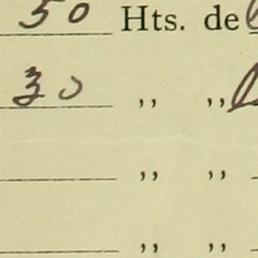 50 Hts. de
30 ,, ,,
,, ,,
,, ,,